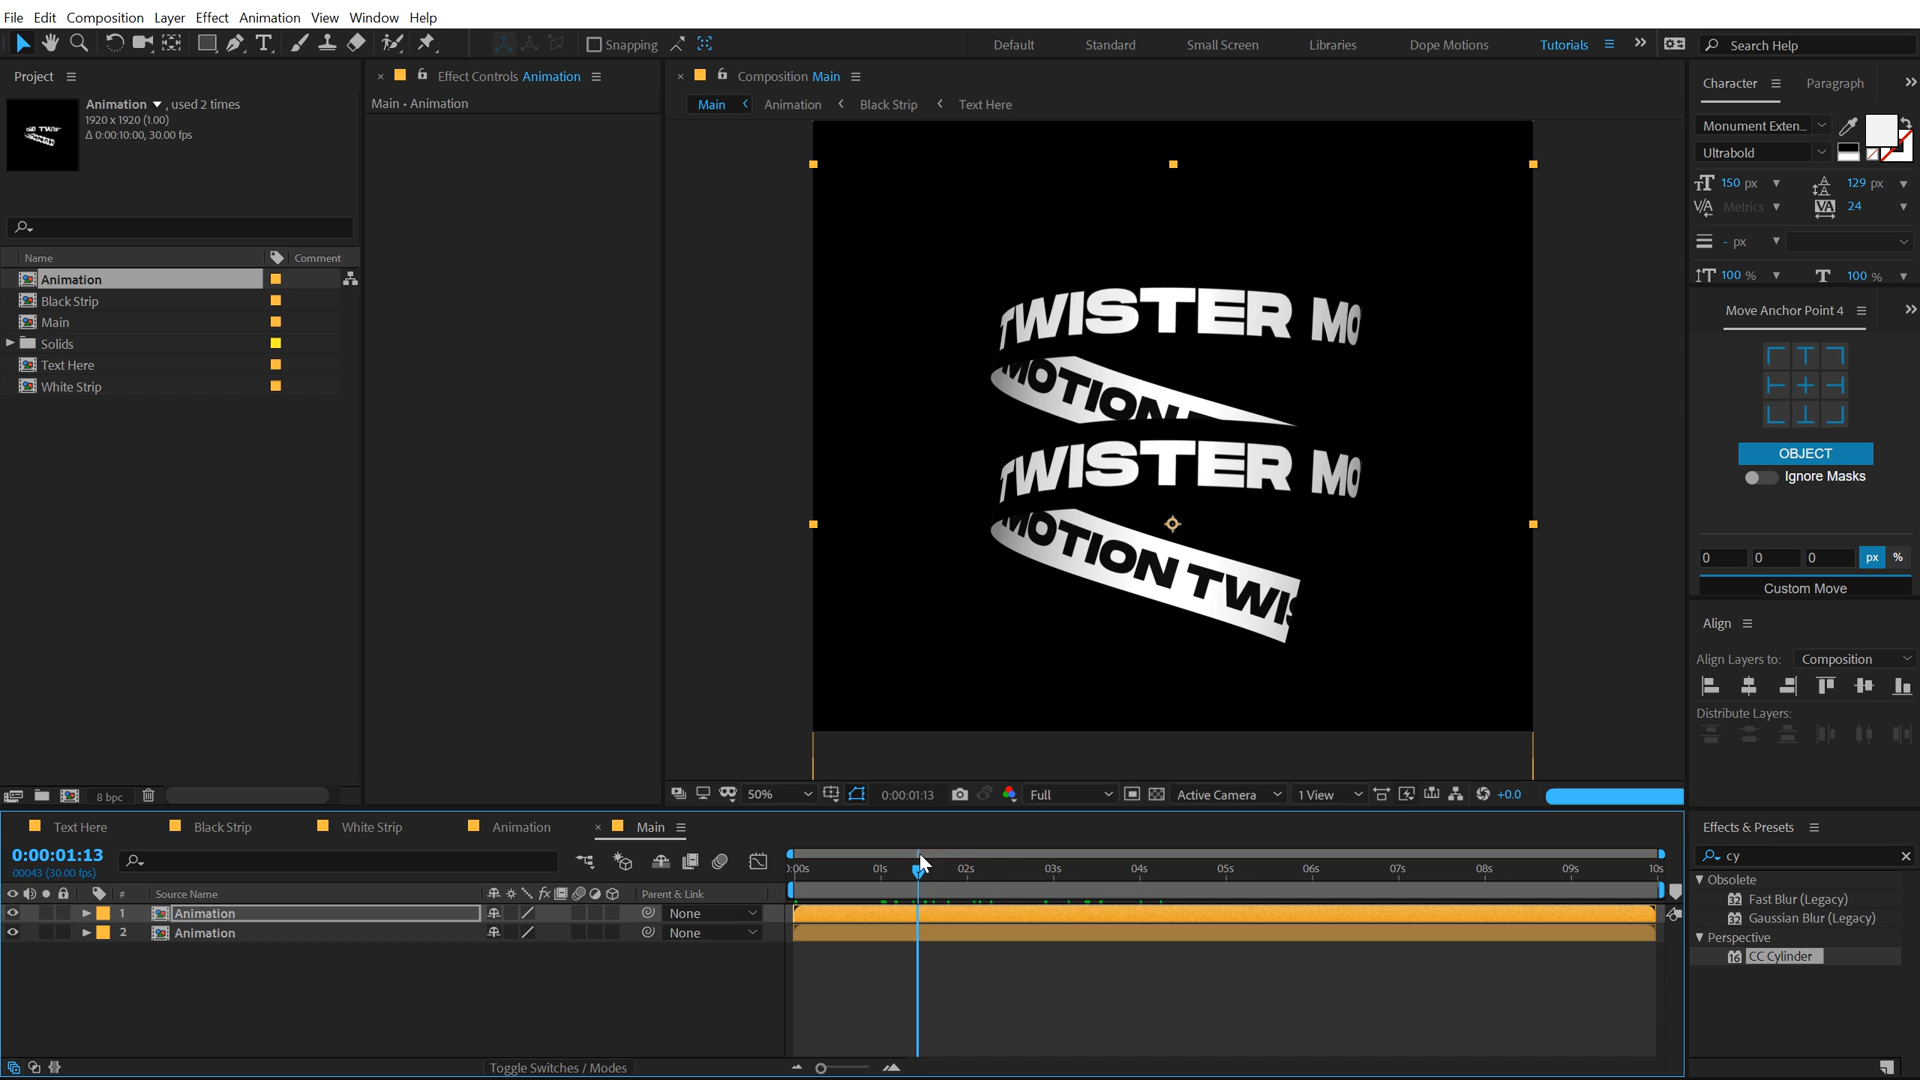 File Edit Composition Layer Effect Animation View Window Help
Snapping
Default Standard Small Screen Libraries Dope Motions Tutorials
Search Help
Project
Animation , used 2 times
1920 x 1920 (1.00)
Δ 0:00:10:00, 30.00 fps
Name Comment
Animation
Black Strip
Main
Solids
Text Here
White Strip
8 bpc
Effect Controls Animation
Main • Animation
Composition Main
Main Animation Black Strip Text Here
TWISTER MO
MOTION
TWISTER MO
MOTION TWIS
50% 0:00:01:13 Full Active Camera 1 View +0.0
Character Paragraph
Monument Exten...
Ultrabold
150 px 129 px
Metrics 24
- px
100 % 100 %
Move Anchor Point 4
OBJECT
Ignore Masks
0 0 0 px %
Custom Move
Align
Align Layers to: Composition
Distribute Layers:
Effects & Presets
cy
Obsolete
32 Fast Blur (Legacy)
32 Gaussian Blur (Legacy)
Perspective
16 CC Cylinder
Text Here Black Strip White Strip Animation Main
0:00:01:13
00043 (30.00 fps)
:00s 01s 02s 03s 04s 05s 06s 07s 08s 09s 10s
# Source Name fx Parent & Link
1 Animation None
2 Animation None
Toggle Switches / Modes